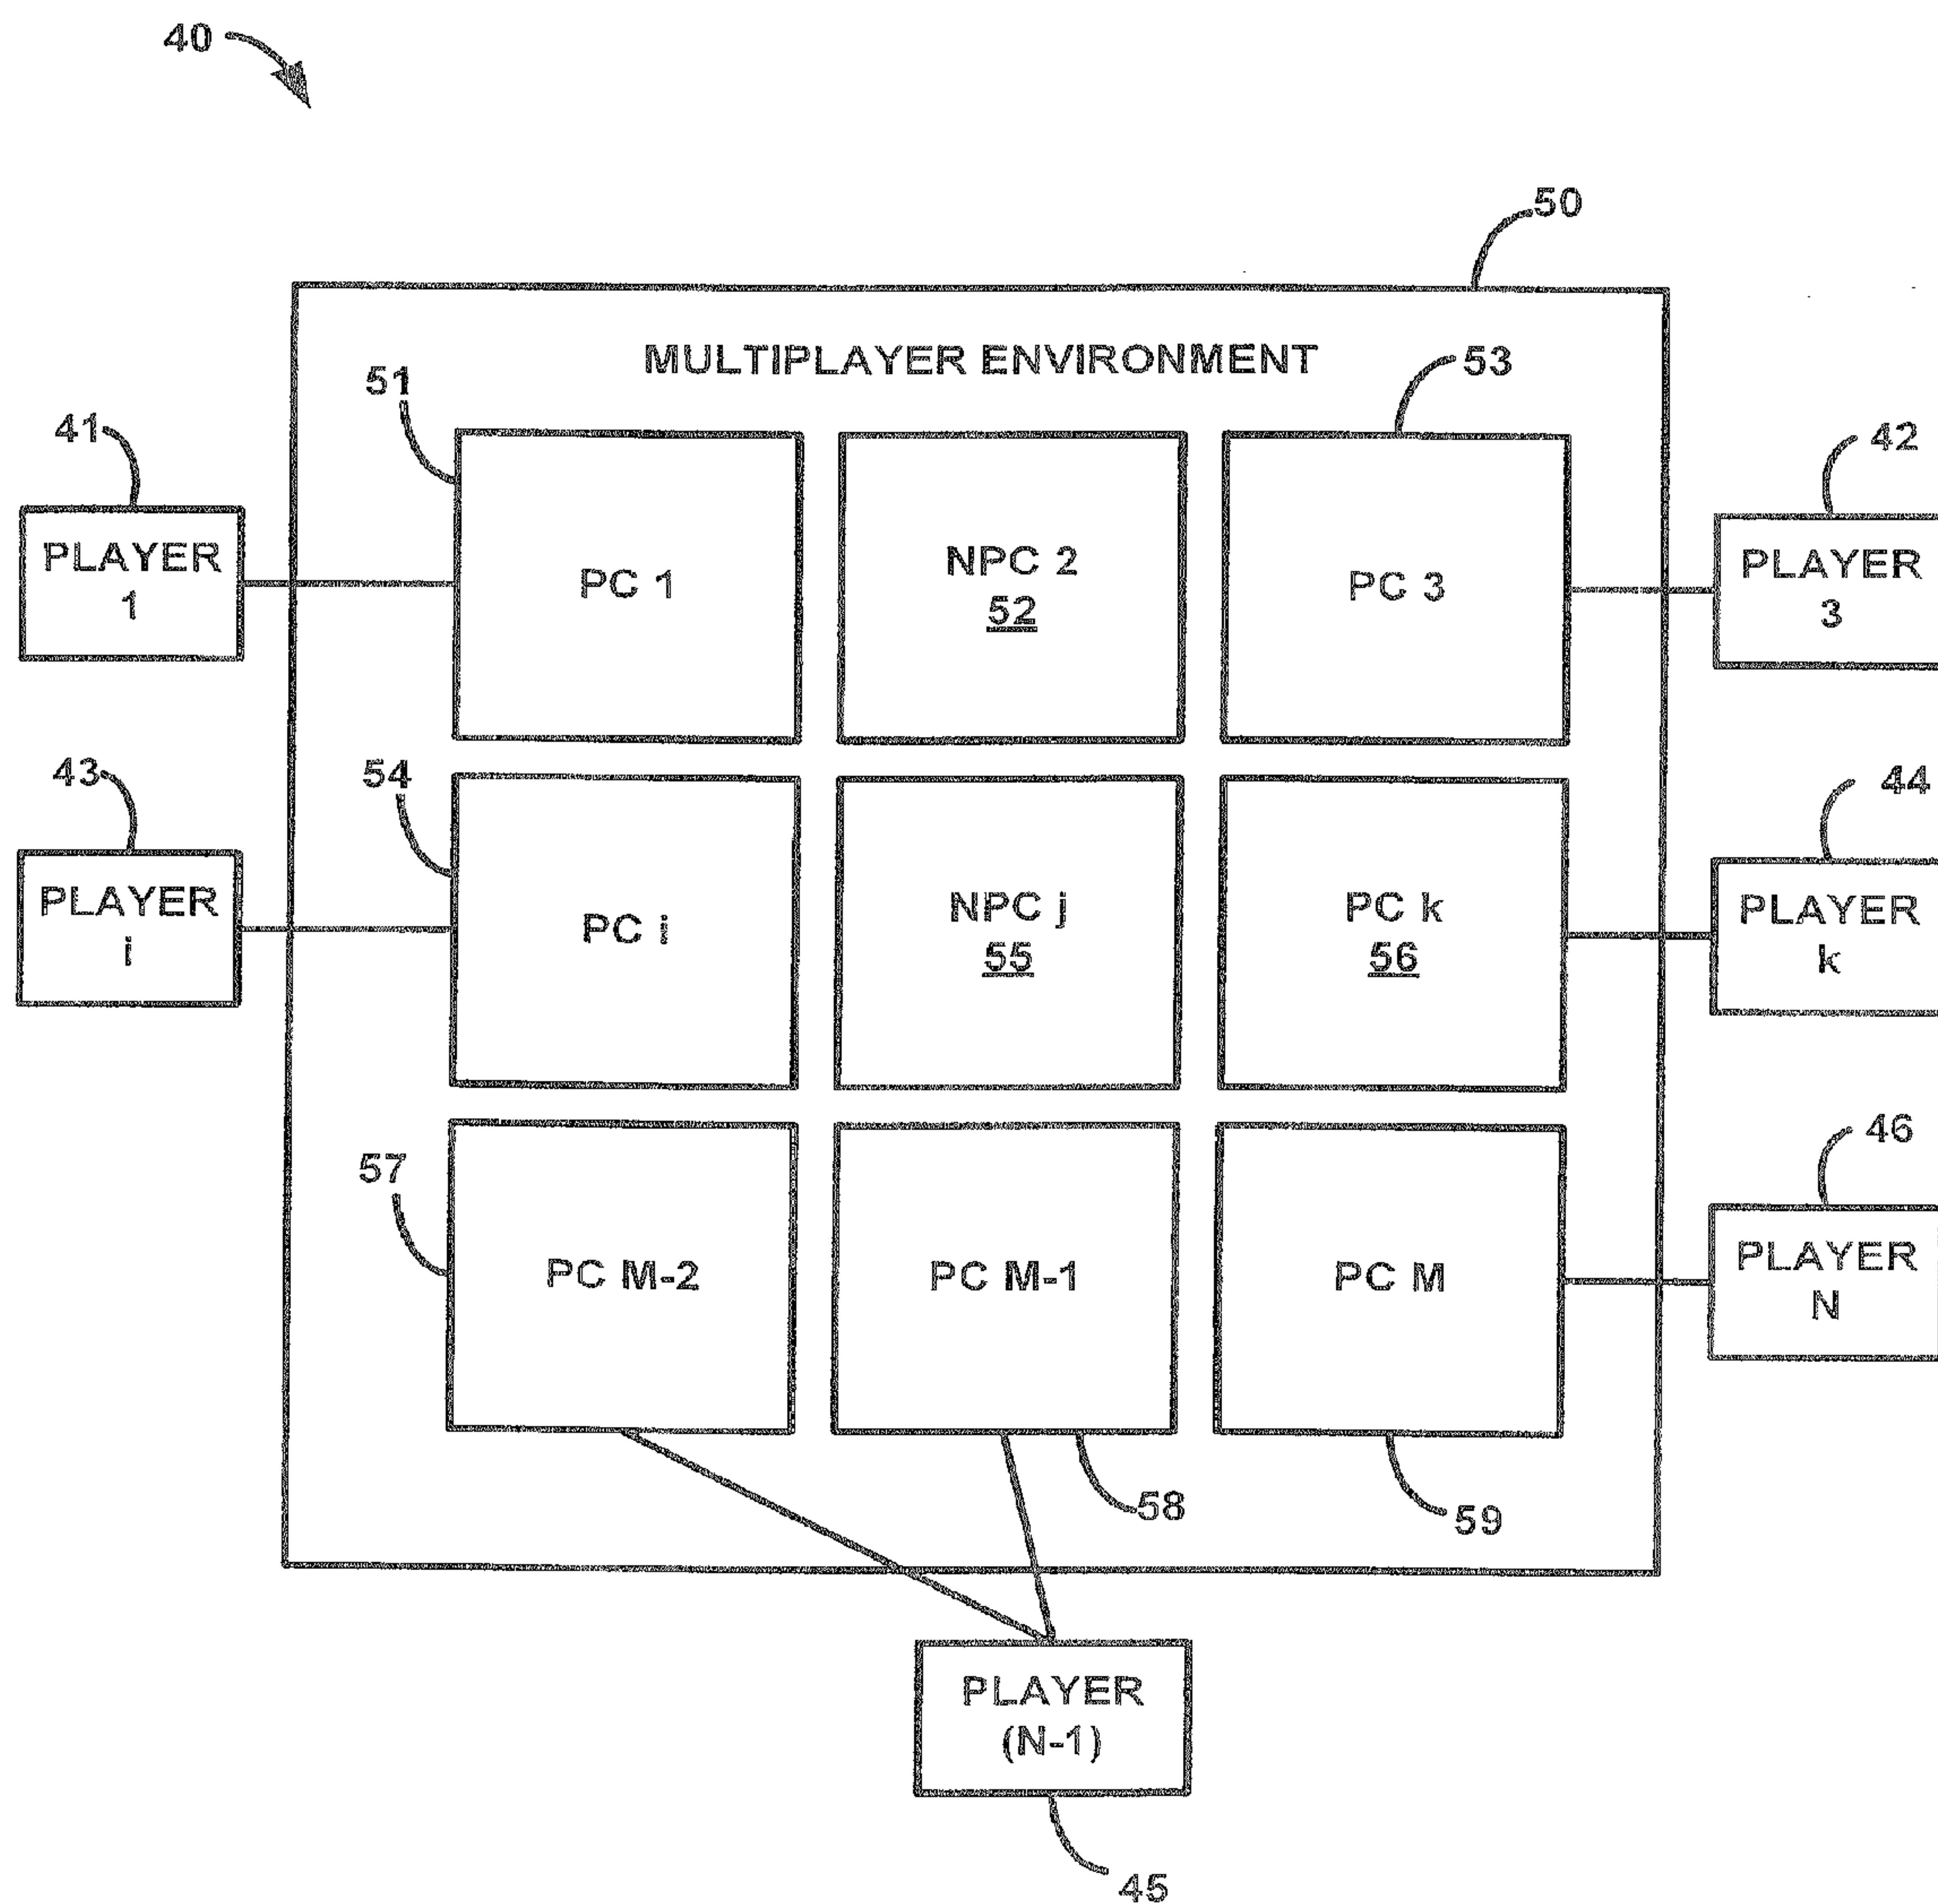 40
50
MULTIPLAYER ENVIRONMENT
51
53
41
42
PLAYER
1
PC 1
NPC 2
52
PC 3
PLAYER
3
43
54
44
PLAYER
i
PC i
NPC j
55
PC k
56
PLAYER
k
57
46
PC M-2
PC M-1
PC M
PLAYER
N
58
59
PLAYER
(N-1)
45